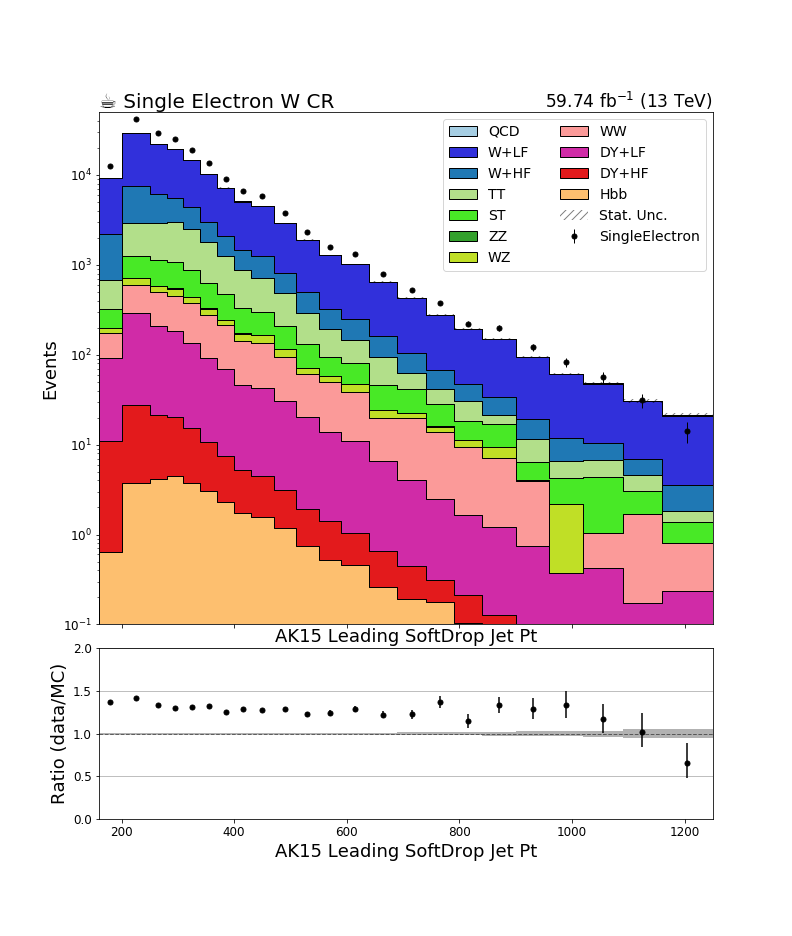 ☕ Single Electron W CR
59.74 fb⁻¹ (13 TeV)
QCD
W+LF
W+HF
TT
ST
ZZ
WZ
WW
DY+LF
DY+HF
Hbb
Stat. Unc.
SingleElectron
Events
10⁴
10³
10²
10¹
10⁰
10⁻¹
AK15 Leading SoftDrop Jet Pt
Ratio (data/MC)
2.0
1.5
1.0
0.5
0.0
200 400 600 800 1000 1200
AK15 Leading SoftDrop Jet Pt